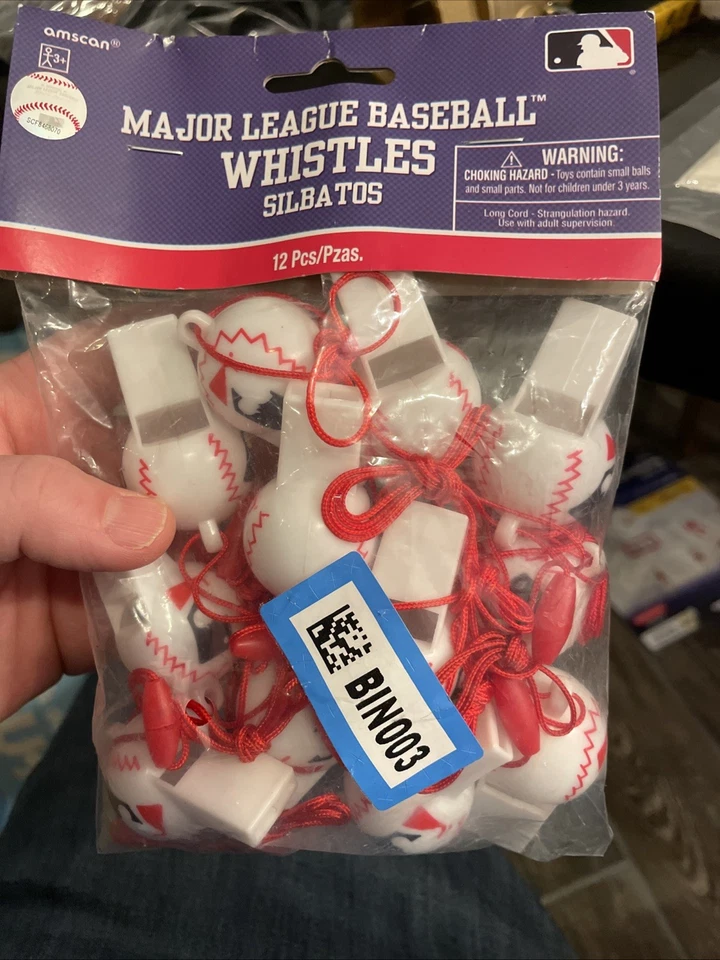 amscan®
3+
MAJOR LEAGUE BASEBALL™
WHISTLES
SILBATOS
WARNING:
CHOKING HAZARD - Toys contain small balls
and small parts. Not for children under 3 years.
Long Cord - Strangulation hazard.
Use with adult supervision.
12 Pcs/Pzas.
BIN003